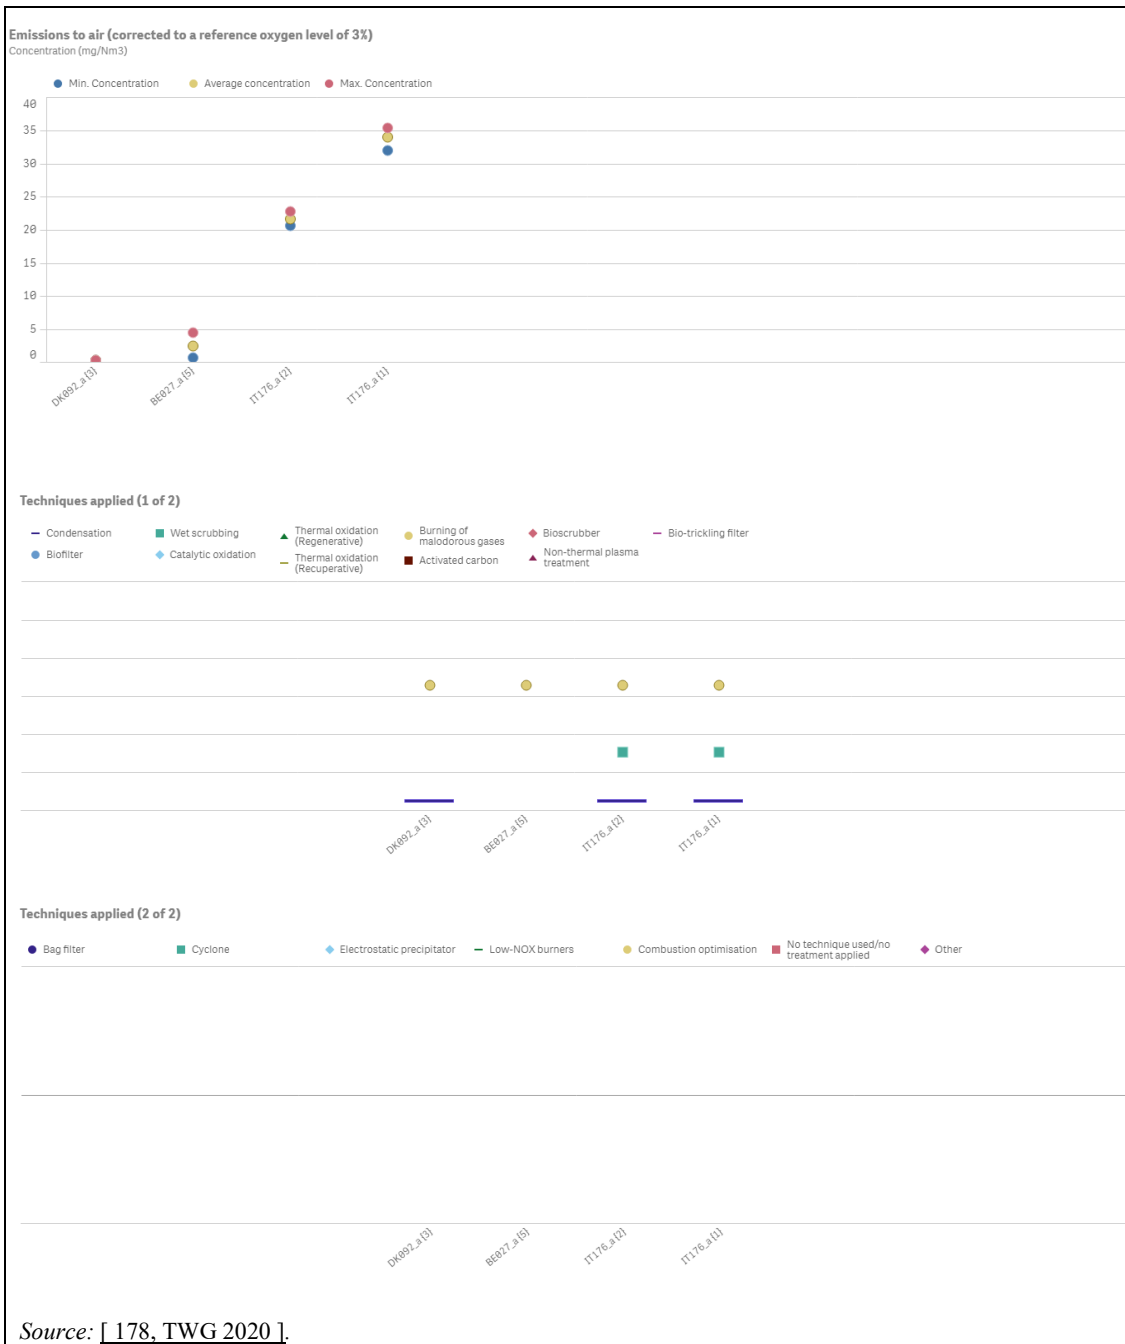 Emissions to air (corrected to a reference oxygen level of 3%)
Concentration (mg/Nm3)
Min. Concentration Average concentration Max. Concentration
40
35
30
25
20
15
10
5
0
DK092_a{3} BE027_a{5} IT176_a{2} IT176_a{1}
Techniques applied (1 of 2)
Condensation Wet scrubbing Thermal oxidation (Regenerative) Burning of malodorous gases Bioscrubber Bio-trickling filter
Biofilter Catalytic oxidation Thermal oxidation (Recuperative) Activated carbon Non-thermal plasma treatment
DK092_a{3} BE027_a{5} IT176_a{2} IT176_a{1}
Techniques applied (2 of 2)
Bag filter Cyclone Electrostatic precipitator Low-NOX burners Combustion optimisation No technique used/no treatment applied Other
DK092_a{3} BE027_a{5} IT176_a{2} IT176_a{1}
Source: [ 178, TWG 2020 ].